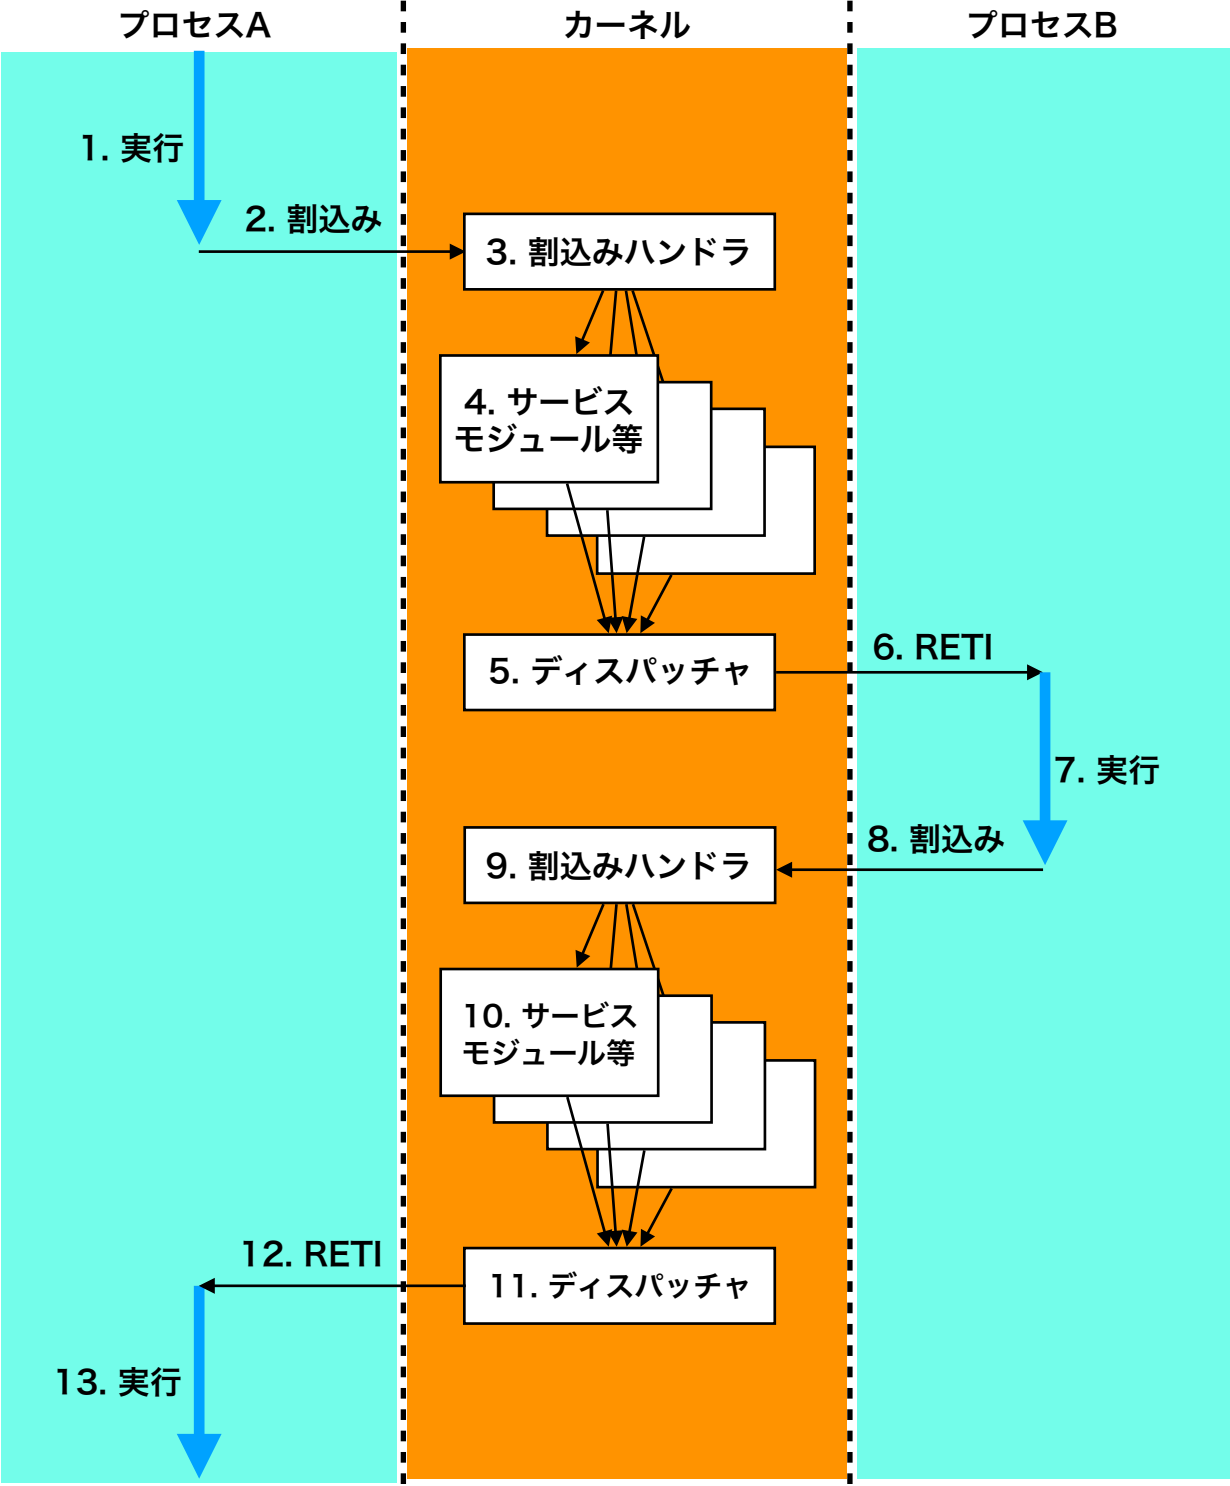 プロセスA
カーネル
プロセスB
1. 実行
2. 割込み
3. 割込みハンドラ
4. サービス
モジュール等
5. ディスパッチャ
6. RETI
7. 実行
8. 割込み
9. 割込みハンドラ
10. サービス
モジュール等
11. ディスパッチャ
12. RETI
13. 実行